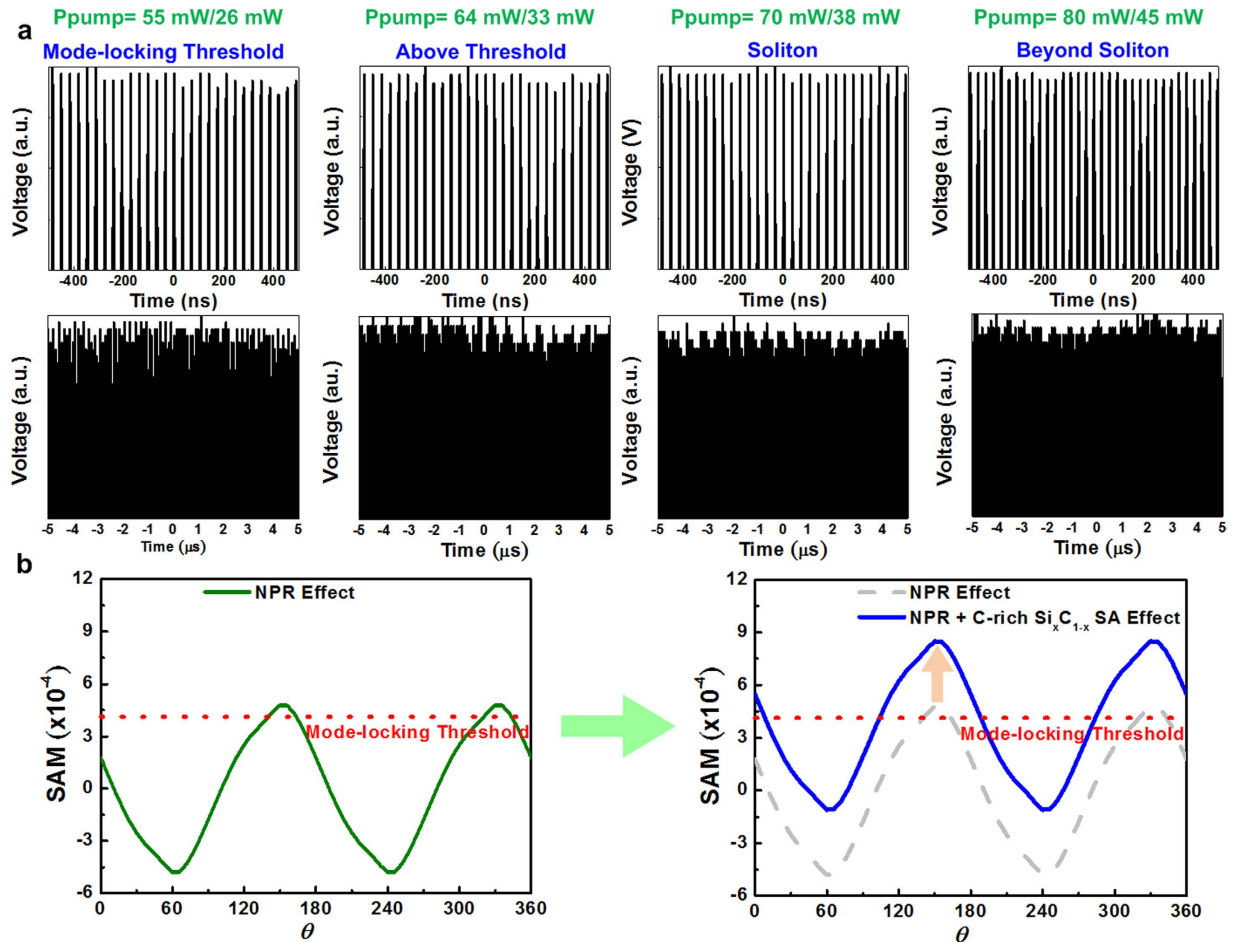 Ppump= 55 mW/26 mW
Ppump= 64 mW/33 mW
Ppump= 70 mW/38 mW
Ppump= 80 mW/45 mW
a
Mode-locking Threshold
Above Threshold
Soliton
Beyond Soliton
Voltage (a.u.)
Voltage (a.u.)
Voltage (V)
Voltage (a.u.)
-400 -200 0 200 400
-400 -200 0 200 400
-400 -200 0 200 400
-400 -200 0 200 400
Time (ns)
Time (ns)
Time (ns)
Time (ns)
Voltage (a.u.)
Voltage (au.)
Voltage (a.u.)
Voltage (a.u.)
-5 -4 -3 -2 -1 0 1 2 3 4 5
-5 -4 -3 -2 -1 0 1 2 3 4 5
-5 -4 -3 -2 -1 0 1 2 3 4 5
-5 -4 -3 -2 -1 0 1 2 3 4 5
Time (μs)
Time (μs)
Time (μs)
Time (μs)
b
SAM (x10⁻⁴)
12
9
6
3
0
-3
-6
NPR Effect
Mode-locking Threshold
0 60 120 180 240 300 360
θ
SAM (x10⁻⁴)
12
9
6
3
0
-3
-6
NPR Effect
NPR + C-rich SiₓC₁₋ₓ SA Effect
Mode-locking Threshold
0 60 120 180 240 300 360
θ